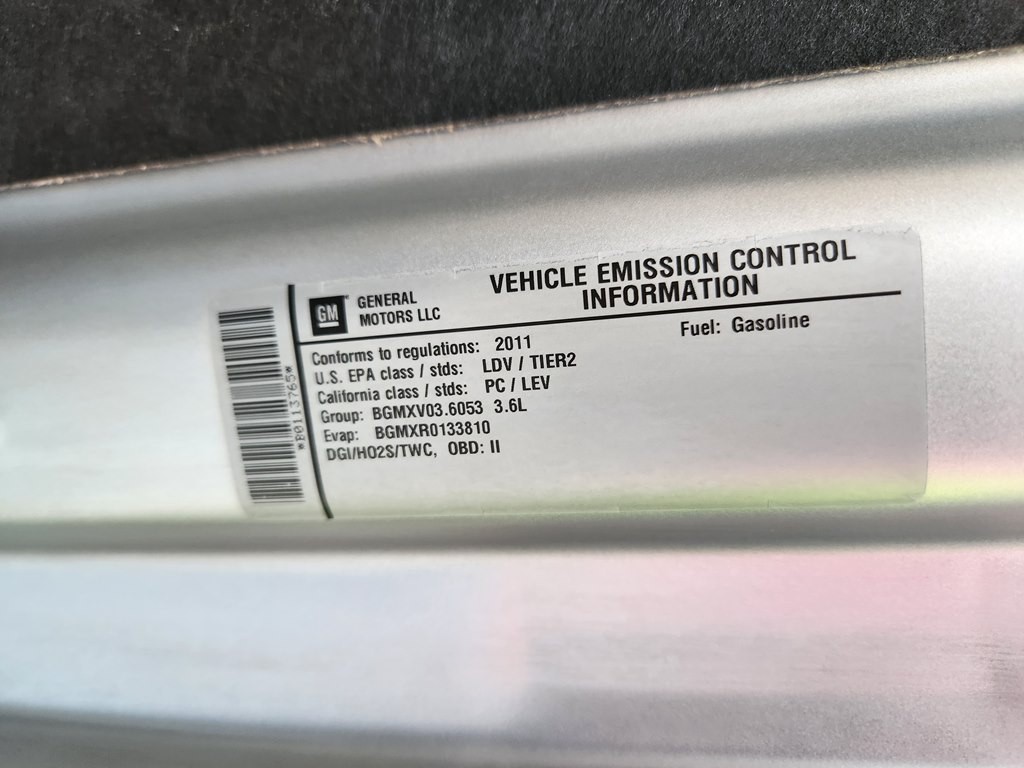 VEHICLE EMISSION CONTROL
INFORMATION
GM
GENERAL
MOTORS LLC
Fuel: Gasoline
Conforms to regulations: 2011
U.S. EPA class / stds: LDV / TIER2
California class / stds: PC / LEV
Group: BGMXV03.6053 3.6L
Evap: BGMXR0133810
DGI/HO2S/TWC, OBD: II
*B0113765*